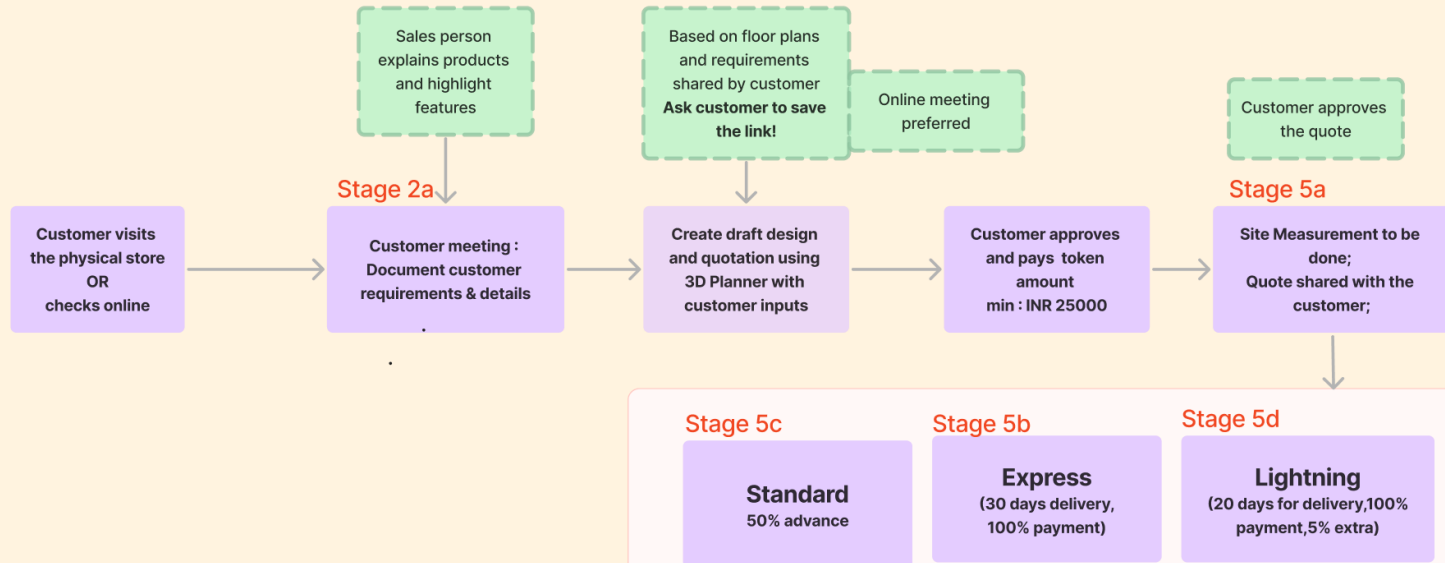 Sales person
explains products
and highlight
features
Based on floor plans
and requirements
shared by customer
Ask customer to save
the link!
Online meeting
preferred
Customer approves
the quote
Stage 2a
Stage 5a
Customer visits
the physical store
OR
checks online
Customer meeting :
Document customer
requirements & details
.
.
Create draft design
and quotation using
3D Planner with
customer inputs
Customer approves
and pays token
amount
min : INR 25000
Site Measurement to be
done;
Quote shared with the
customer;
Stage 5c
Standard
50% advance
Stage 5b
Express
(30 days delivery,
100% payment)
Stage 5d
Lightning
(20 days for delivery,100%
payment,5% extra)